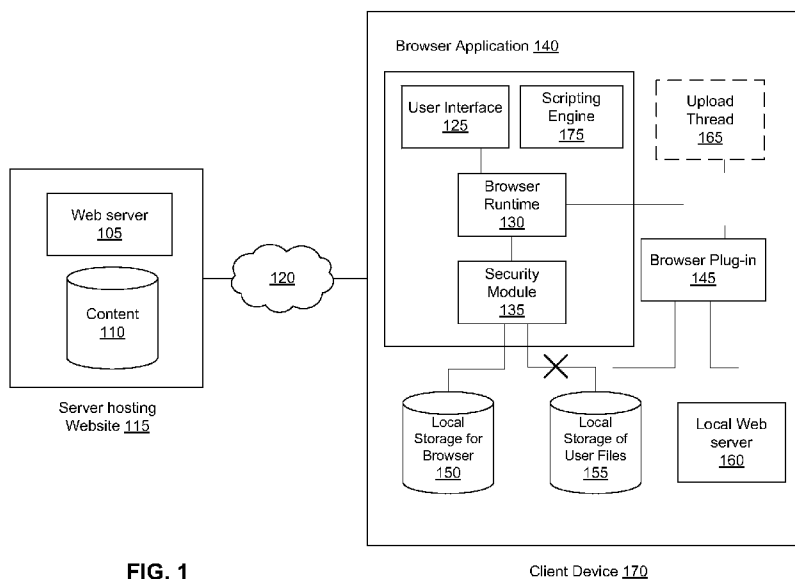 Browser Application 140
User Interface
125
Scripting
Engine
175
Upload
Thread
165
Web server
105
Browser
Runtime
130
120
Browser Plug-in
145
Content
110
Security
Module
135
Server hosting
Website 115
Local
Storage for
Browser
150
Local
Storage of
User Files
155
Local Web
server
160
FIG. 1
Client Device 170